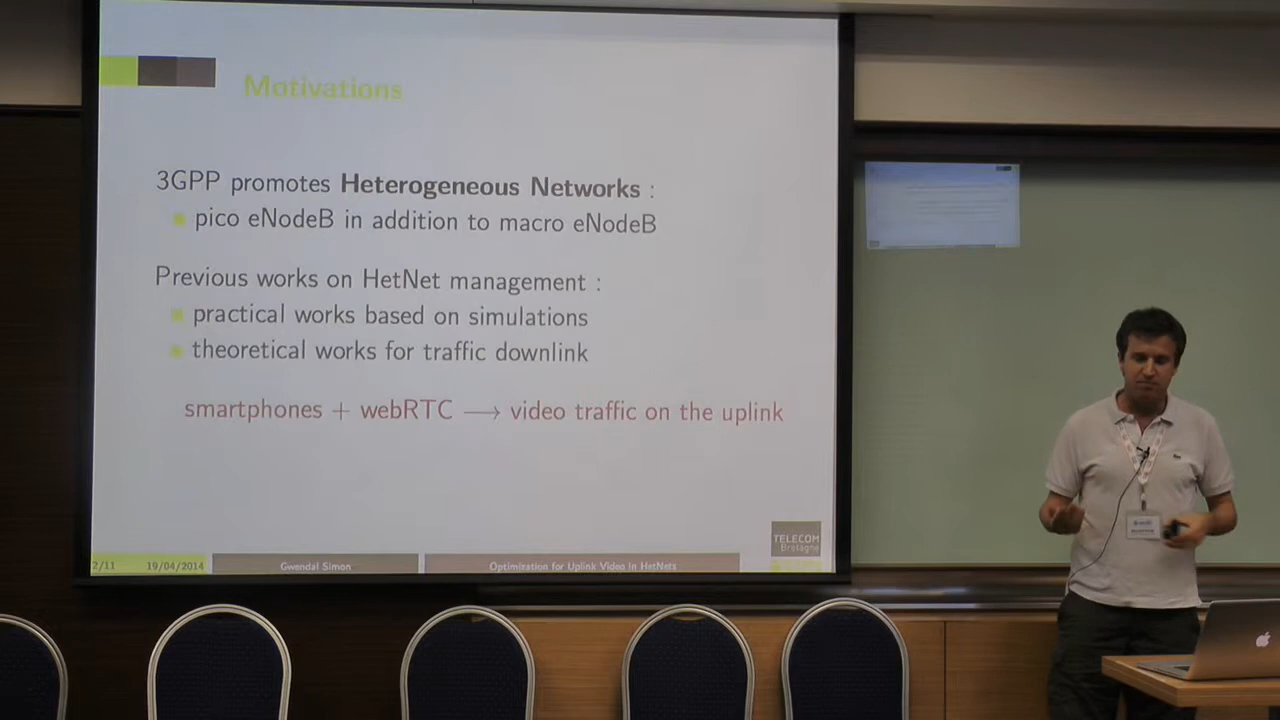 Motivations
3GPP promotes Heterogeneous Networks :
pico eNodeB in addition to macro eNodeB
Previous works on HetNet management :
practical works based on simulations
theoretical works for traffic downlink
smartphones + webRTC ⟶ video traffic on the uplink
TELECOM
Bretagne
2/11 19/04/2014 Gwendal Simon Optimization for Uplink Video in HetNets